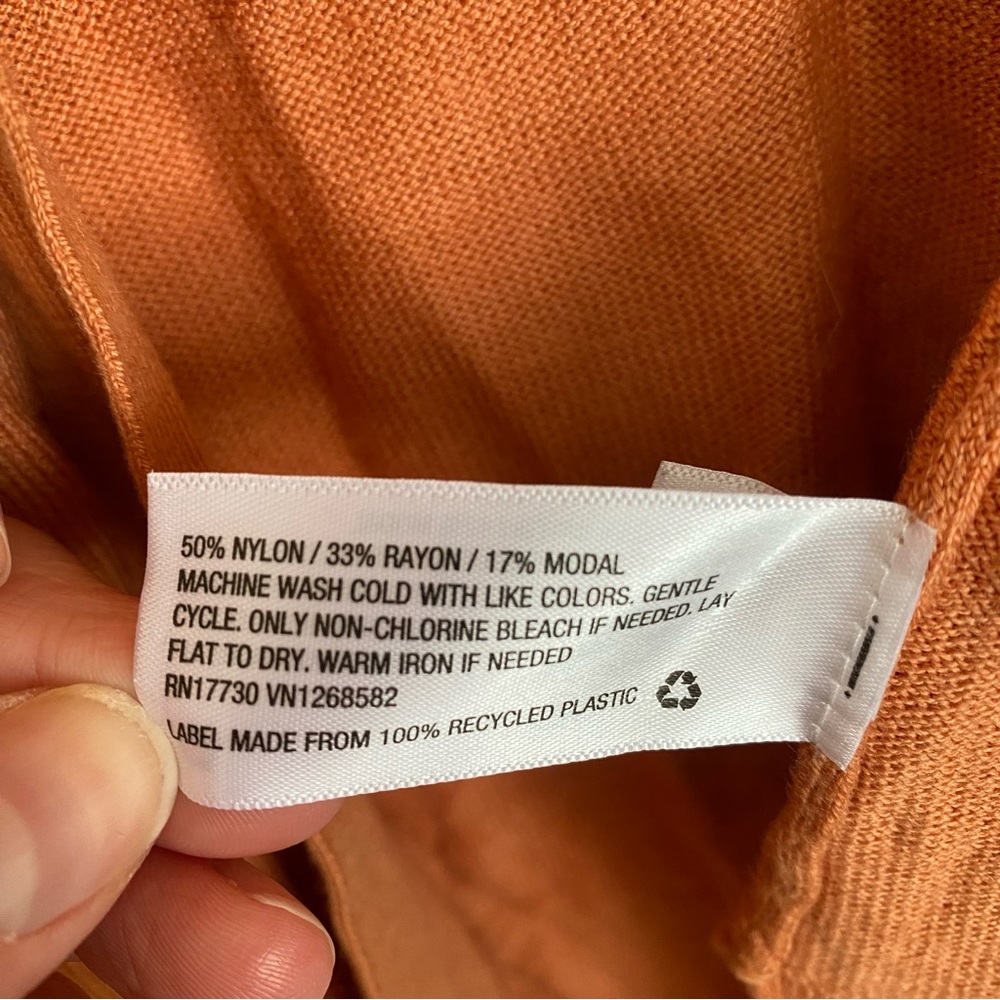 50% NYLON / 33% RAYON / 17% MODAL
MACHINE WASH COLD WITH LIKE COLORS. GENTLE
CYCLE. ONLY NON-CHLORINE BLEACH IF NEEDED. LAY
FLAT TO DRY. WARM IRON IF NEEDED
RN17730 VN1268582
LABEL MADE FROM 100% RECYCLED PLASTIC